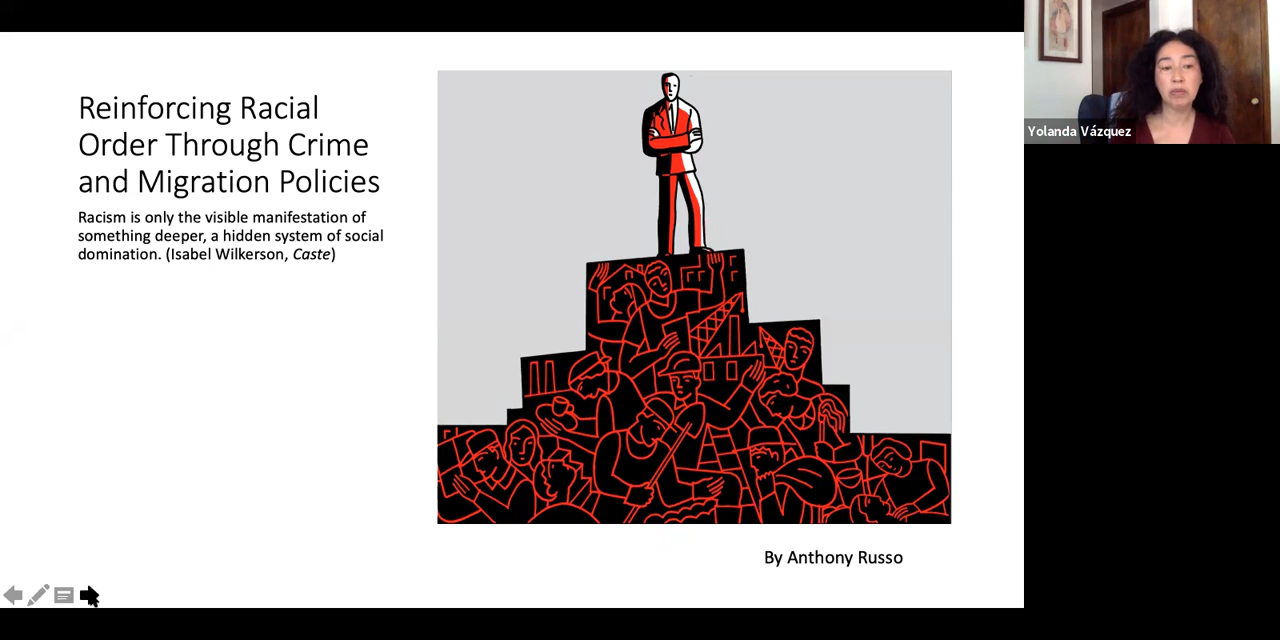 Reinforcing Racial
Order Through Crime
and Migration Policies
Racism is only the visible manifestation of
something deeper, a hidden system of social
domination. (Isabel Wilkerson, Caste)
By Anthony Russo
Yolanda Vázquez